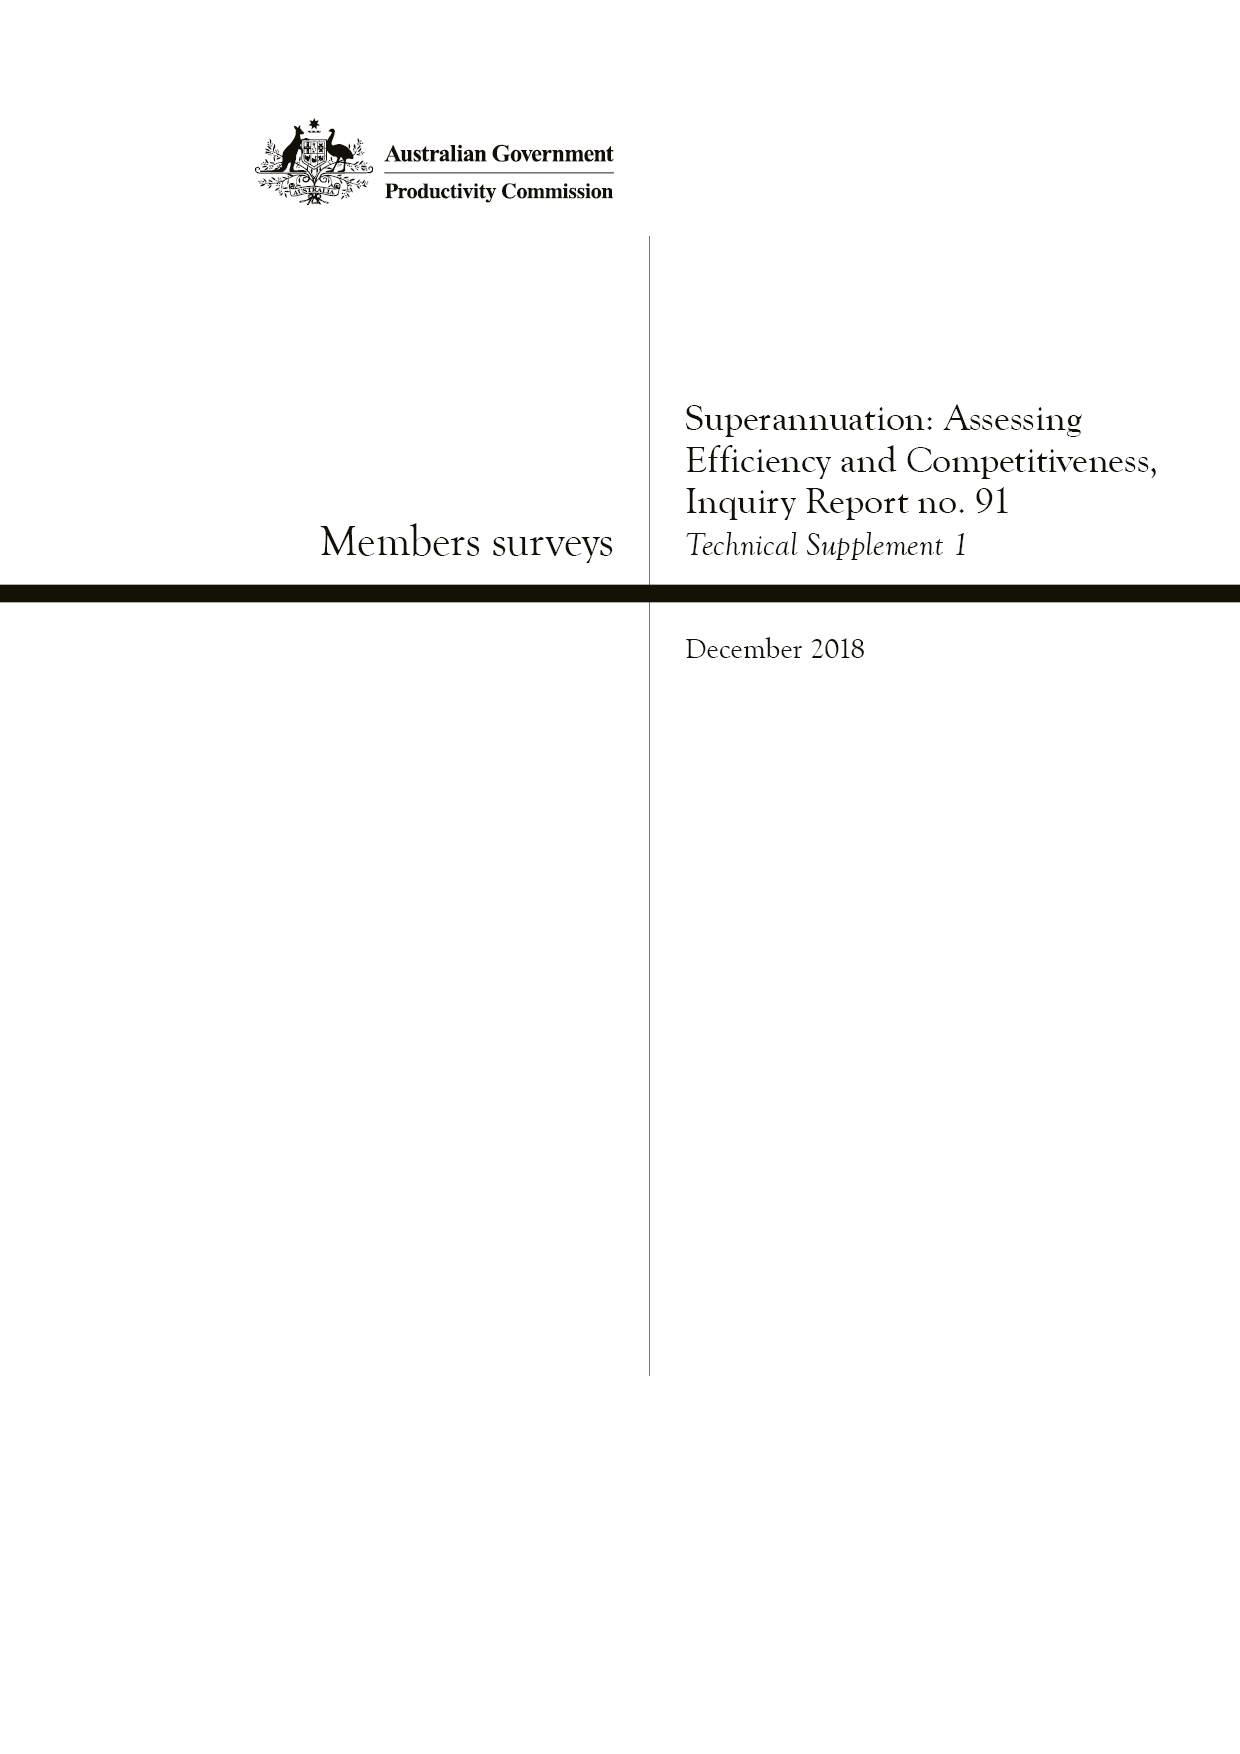 AUSTRALIA
Australian Government
Productivity Commission
Members surveys
Superannuation: Assessing
Efficiency and Competitiveness,
Inquiry Report no. 91
Technical Supplement 1
December 2018